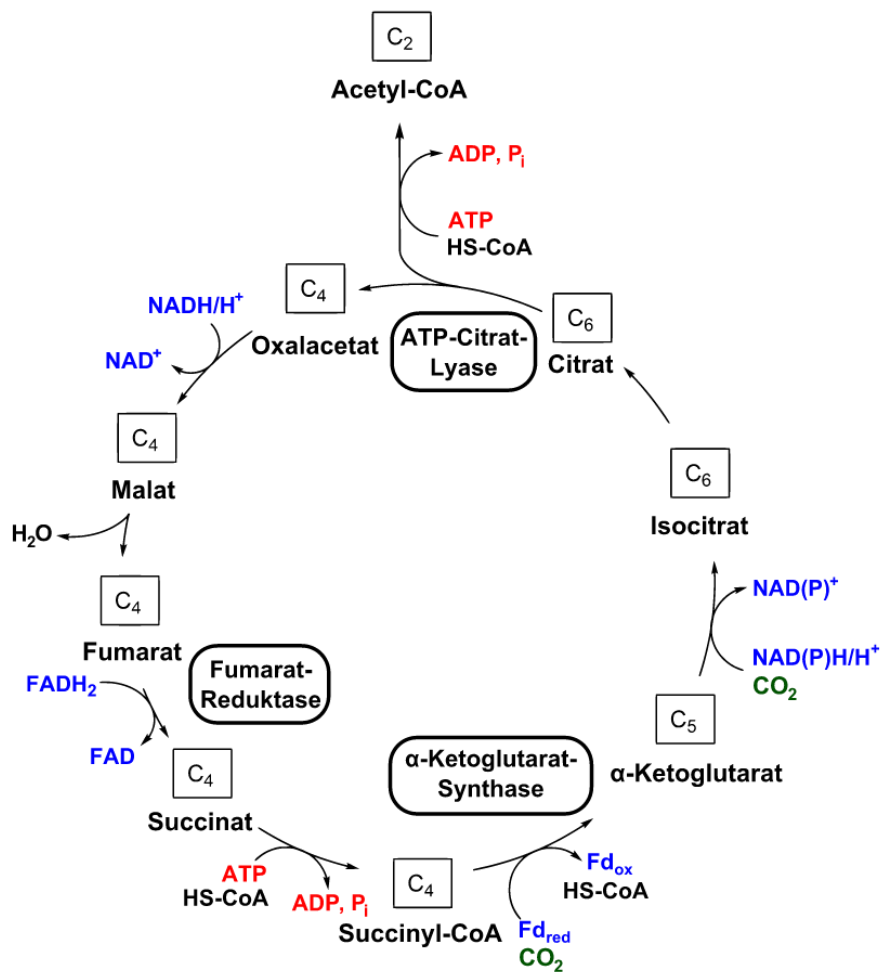 C₂
Acetyl-CoA
ADP, Pᵢ
ATP
HS-CoA
C₄
Oxalacetat
ATP-Citrat-
Lyase
C₆
Citrat
NADH/H⁺
NAD⁺
C₄
Malat
H₂O
C₆
Isocitrat
NAD(P)⁺
NAD(P)H/H⁺
CO₂
C₄
Fumarat
Fumarat-
Reduktase
FADH₂
FAD
C₅
α-Ketoglutarat
α-Ketoglutarat-
Synthase
C₄
Succinat
ATP
HS-CoA
ADP, Pᵢ
C₄
Succinyl-CoA
Fdox
HS-CoA
Fdred
CO₂